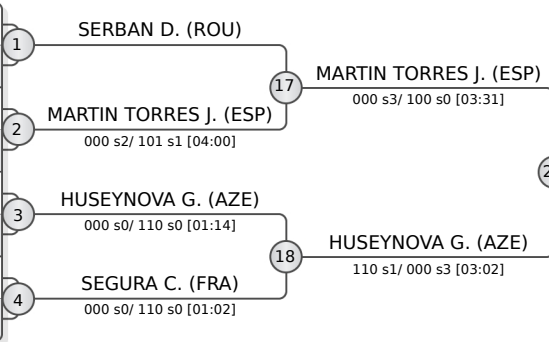 1
SERBAN D. (ROU)
17
MARTIN TORRES J. (ESP)
000 s3/ 100 s0 [03:31]
2
MARTIN TORRES J. (ESP)
000 s2/ 101 s1 [04:00]
3
HUSEYNOVA G. (AZE)
000 s0/ 110 s0 [01:14]
18
HUSEYNOVA G. (AZE)
110 s1/ 000 s3 [03:02]
4
SEGURA C. (FRA)
000 s0/ 110 s0 [01:02]